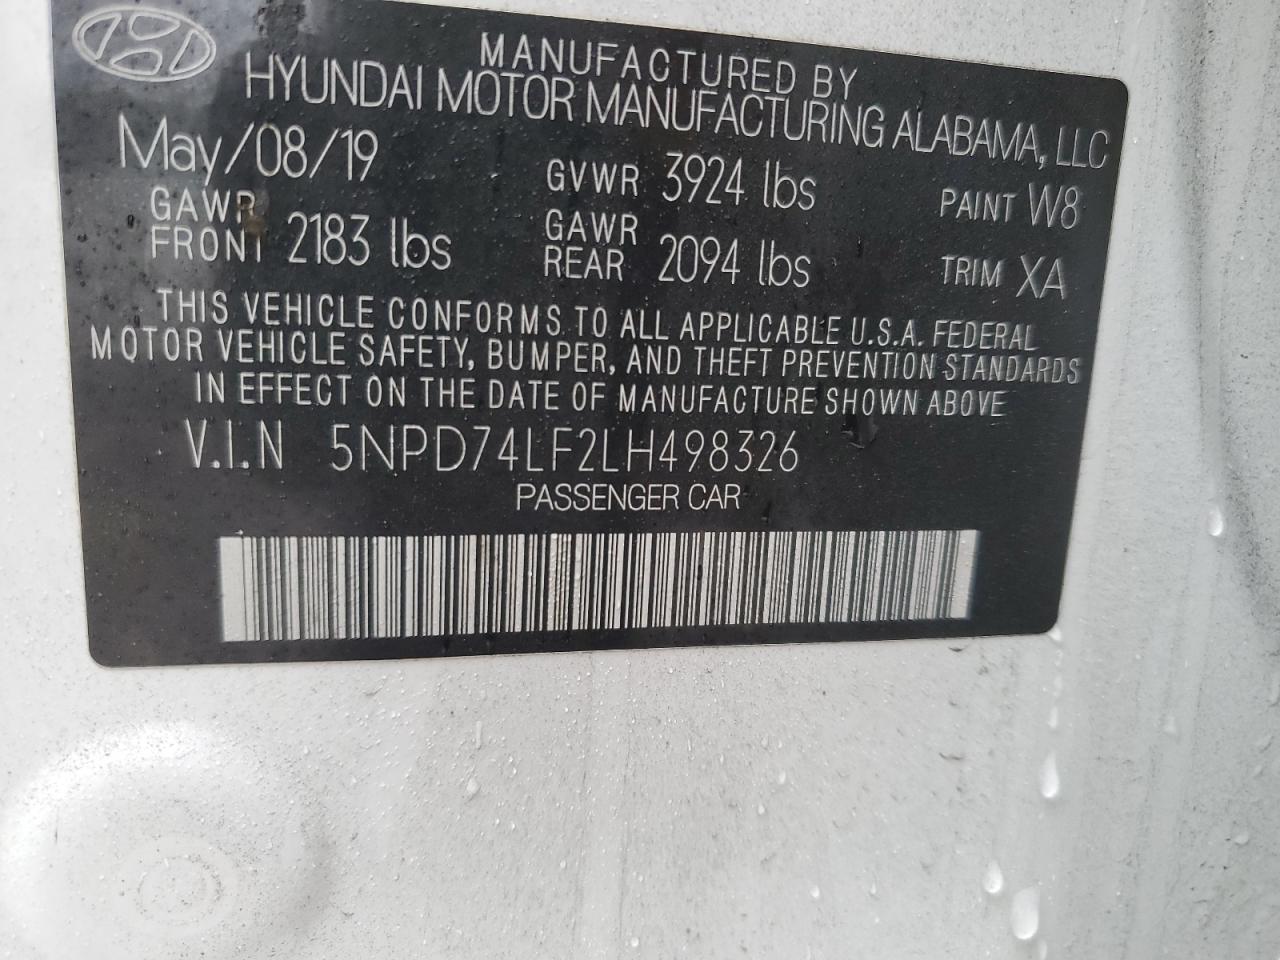 MANUFACTURED BY
HYUNDAI MOTOR MANUFACTURING ALABAMA, LLC
May/08/19 GVWR 3924 lbs PAINT W8
GAWR FRONT 2183 lbs GAWR REAR 2094 lbs TRIM XA
THIS VEHICLE CONFORMS TO ALL APPLICABLE U.S.A. FEDERAL
MOTOR VEHICLE SAFETY, BUMPER, AND THEFT PREVENTION STANDARDS
IN EFFECT ON THE DATE OF MANUFACTURE SHOWN ABOVE
V.I.N 5NPD74LF2LH498326
PASSENGER CAR